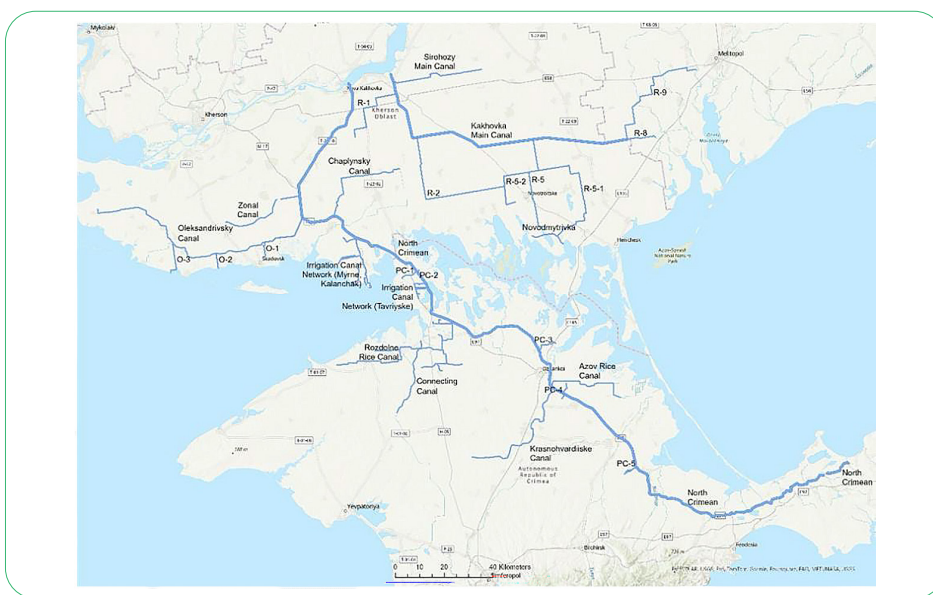 Mykolaiv
Sirohozy
Main Canal
Melitopol
Nova Kakhovka
R-1
Kherson
Oblast
R-9
Kherson
Kakhovka
Main Canal
R-8
Chaplynsky
Canal
R-2
R-5-2
R-5
R-5-1
Novotroitske
Zonal
Canal
Oleksandrivsky
Canal
Novodmytrivka
O-1
O-2
O-3
Skadovsk
North
Crimean
Henichesk
Azov-Syvash
National Nature
Park
Irrigation Canal
Network (Myrne,
Kalanchak)
PC-1
PC-2
Irrigation
Canal
Network (Tavriyske)
PC-3
Rozdolne
Rice Canal
Dzhankoi
Azov Rice
Canal
Connecting
Canal
PC-4
Krasnohvardiiske
Canal
Autonomous
Republic of
Crimea
PC-5
North
Crimean
North
Crimean
Yevpatoriya
Bilohirsk
Feodosia
0 10 20 40 Kilometers
Simferopol